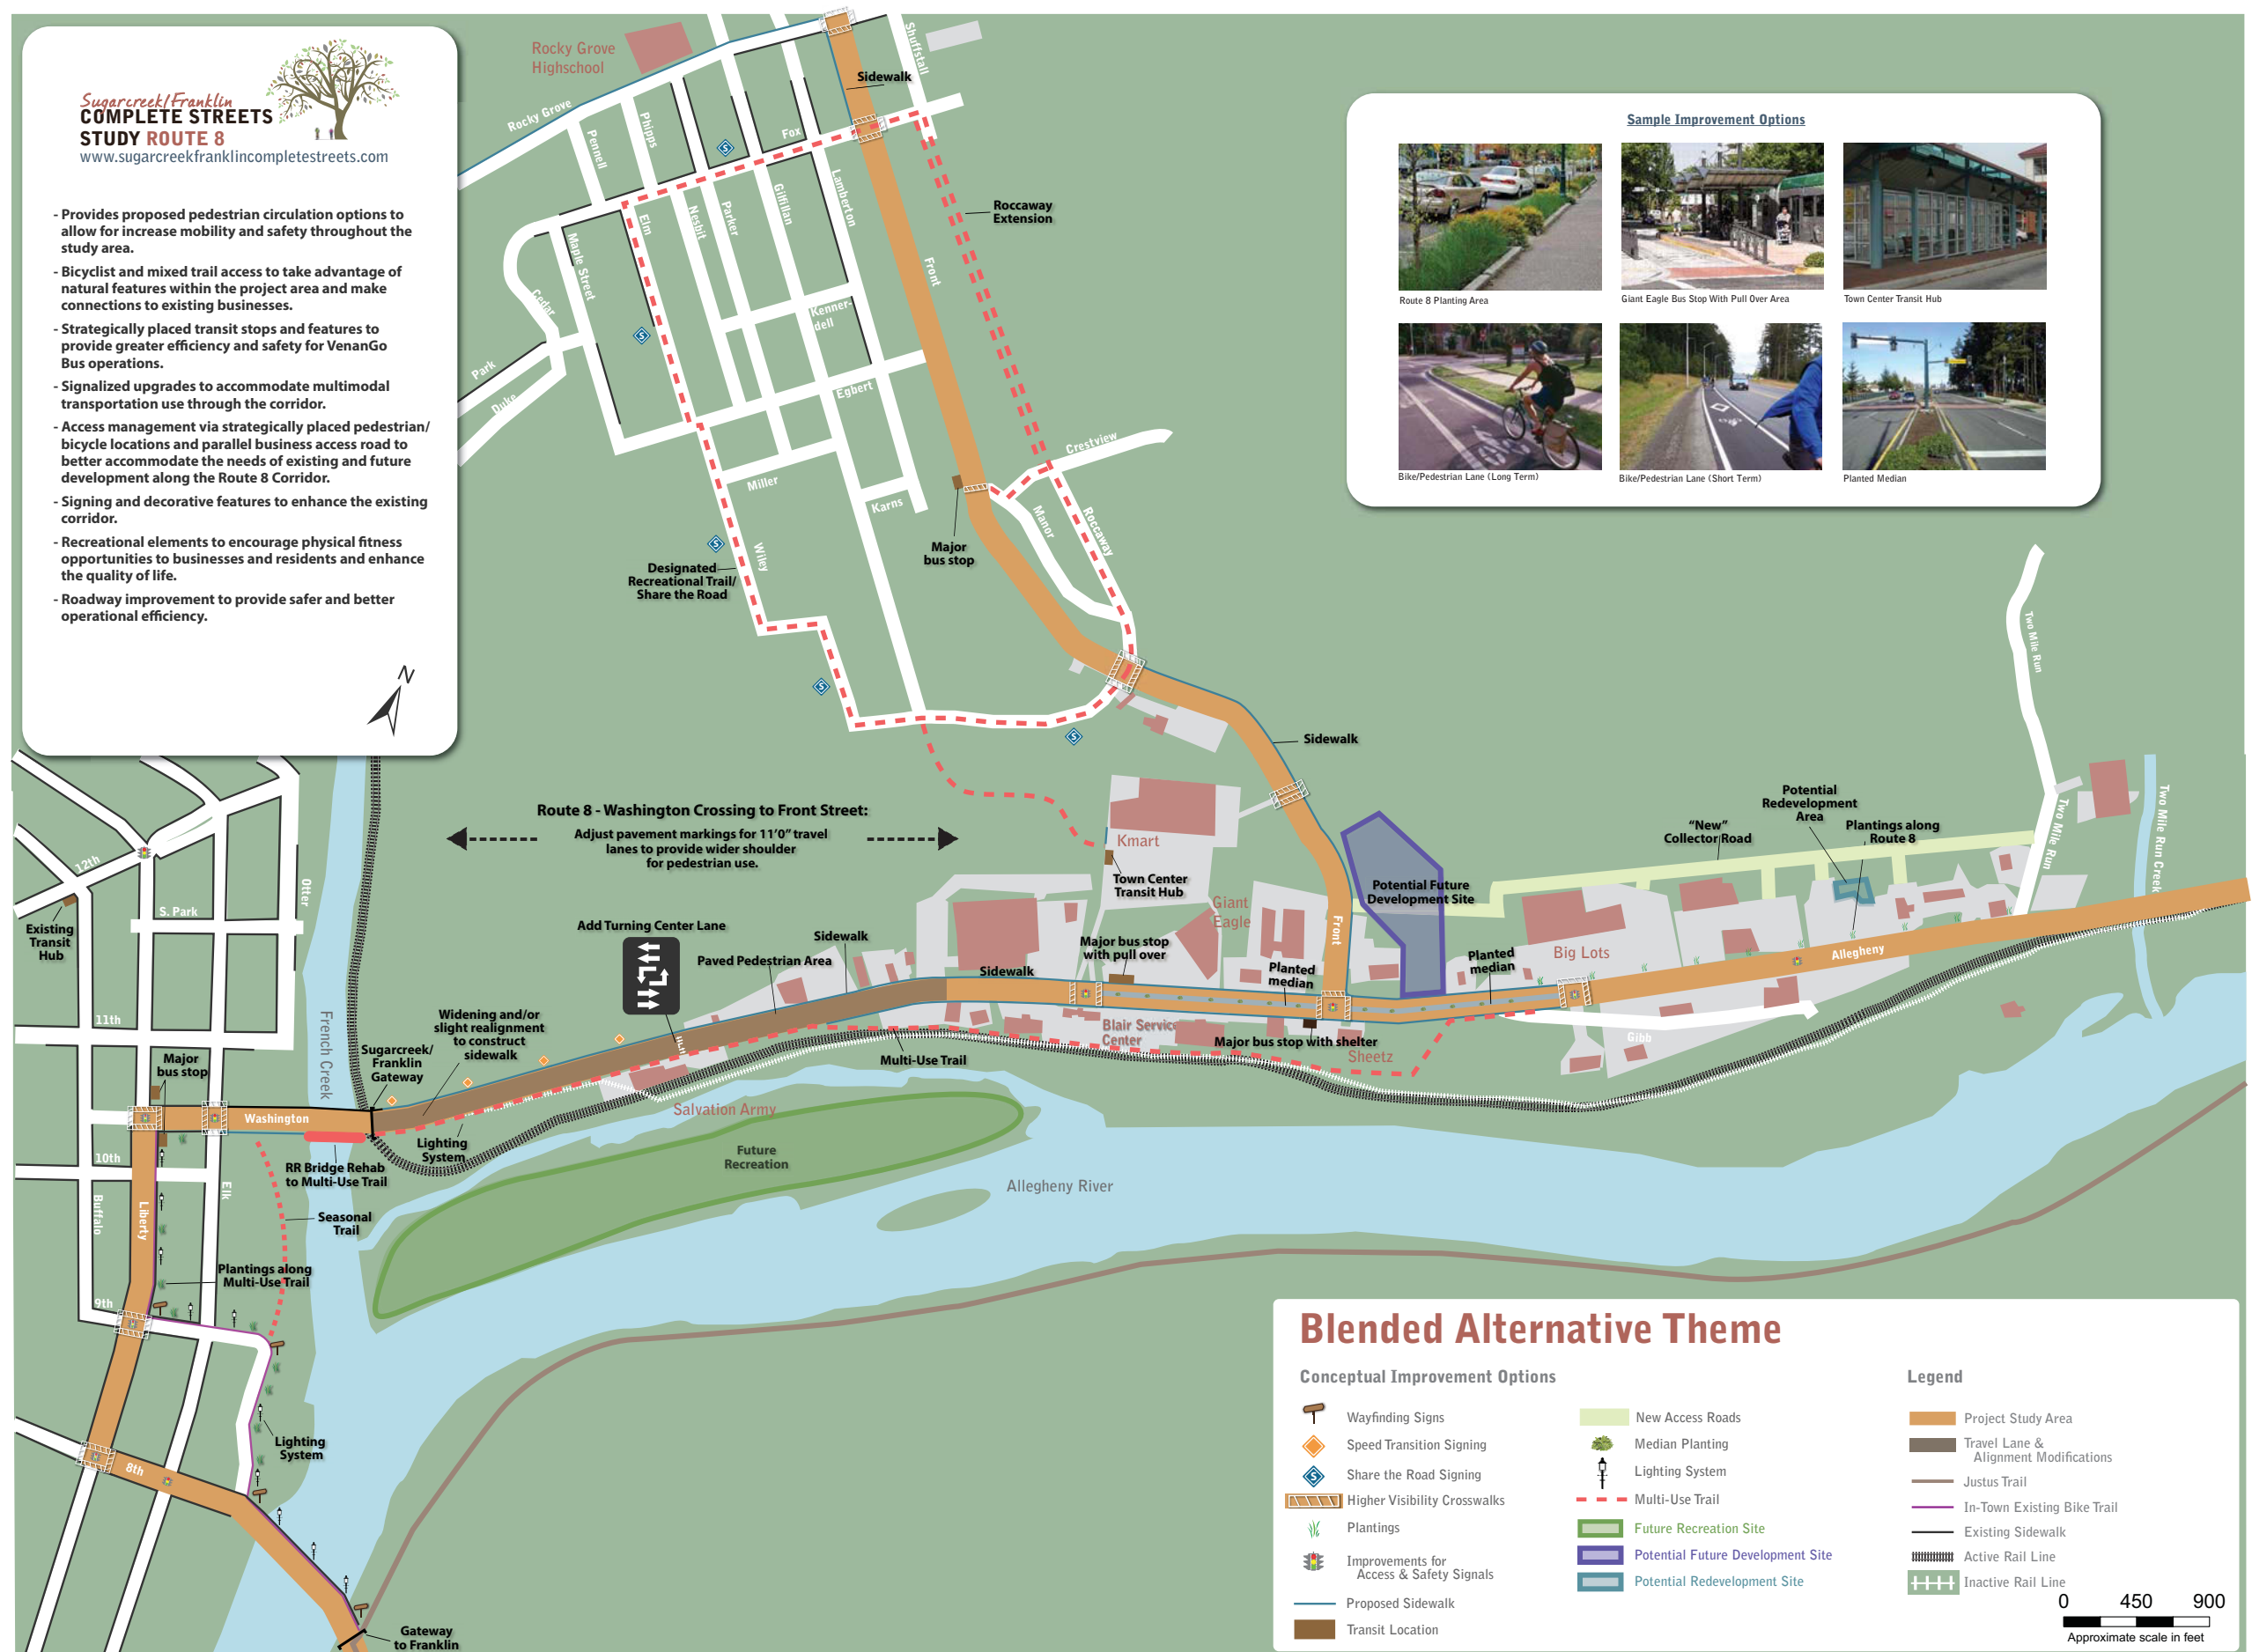 Sugarcreek/Franklin
COMPLETE STREETS
STUDY ROUTE 8
www.sugarcreekfranklincompletestreets.com
- Provides proposed pedestrian circulation options to
allow for increase mobility and safety throughout the
study area.
- Bicyclist and mixed trail access to take advantage of
natural features within the project area and make
connections to existing businesses.
- Strategically placed transit stops and features to
provide greater efficiency and safety for VenanGo
Bus operations.
- Signalized upgrades to accommodate multimodal
transportation use through the corridor.
- Access management via strategically placed pedestrian/
bicycle locations and parallel business access road to
better accommodate the needs of existing and future
development along the Route 8 Corridor.
- Signing and decorative features to enhance the existing
corridor.
- Recreational elements to encourage physical fitness
opportunities to businesses and residents and enhance
the quality of life.
- Roadway improvement to provide safer and better
operational efficiency.
N
Rocky Grove
Highschool
Rocky Grove
Shuffstall
Sidewalk
Pennell
Phipps
Fox
Elm
Nesbit
Parker
Gilfillan
Lamberton
Front
Maple Street
Cedar
Park
Duke
Kenner-
dell
Egbert
Miller
Karns
Wiley
Roccaway
Extension
Crestview
Manor
Roccaway
Major
bus stop
Designated
Recreational Trail/
Share the Road
Sidewalk
Sample Improvement Options
Route 8 Planting Area
Giant Eagle Bus Stop With Pull Over Area
Town Center Transit Hub
Bike/Pedestrian Lane (Long Term)
Bike/Pedestrian Lane (Short Term)
Planted Median
Route 8 - Washington Crossing to Front Street:
Adjust pavement markings for 11'0" travel
lanes to provide wider shoulder
for pedestrian use.
Kmart
Town Center
Transit Hub
Giant
Eagle
Potential Future
Development Site
"New"
Collector Road
Potential
Redevelopment
Area
Plantings along
Route 8
Two Mile Run
Two Mile Run
Two Mile Run Creek
Big Lots
Allegheny
Gibb
Planted
median
Planted
median
Front
Major bus stop
with pull over
Sidewalk
Add Turning Center Lane
Paved Pedestrian Area
Sidewalk
Blair Service
Center
Major bus stop with shelter
Sheetz
Multi-Use Trail
Salvation Army
Widening and/or
slight realignment
to construct
sidewalk
Sugarcreek/
Franklin
Gateway
Lighting
System
Future
Recreation
Allegheny River
French Creek
12th
S. Park
Otter
Existing
Transit
Hub
11th
Major
bus stop
Washington
10th
Buffalo
Liberty
Elk
RR Bridge Rehab
to Multi-Use Trail
Seasonal
Trail
Plantings along
Multi-Use Trail
9th
Lighting
System
8th
Gateway
to Franklin
Blended Alternative Theme
Conceptual Improvement Options
Wayfinding Signs
Speed Transition Signing
Share the Road Signing
Higher Visibility Crosswalks
Plantings
Improvements for
Access & Safety Signals
Proposed Sidewalk
Transit Location
New Access Roads
Median Planting
Lighting System
Multi-Use Trail
Future Recreation Site
Potential Future Development Site
Potential Redevelopment Site
Legend
Project Study Area
Travel Lane &
Alignment Modifications
Justus Trail
In-Town Existing Bike Trail
Existing Sidewalk
Active Rail Line
Inactive Rail Line
0 450 900
Approximate scale in feet